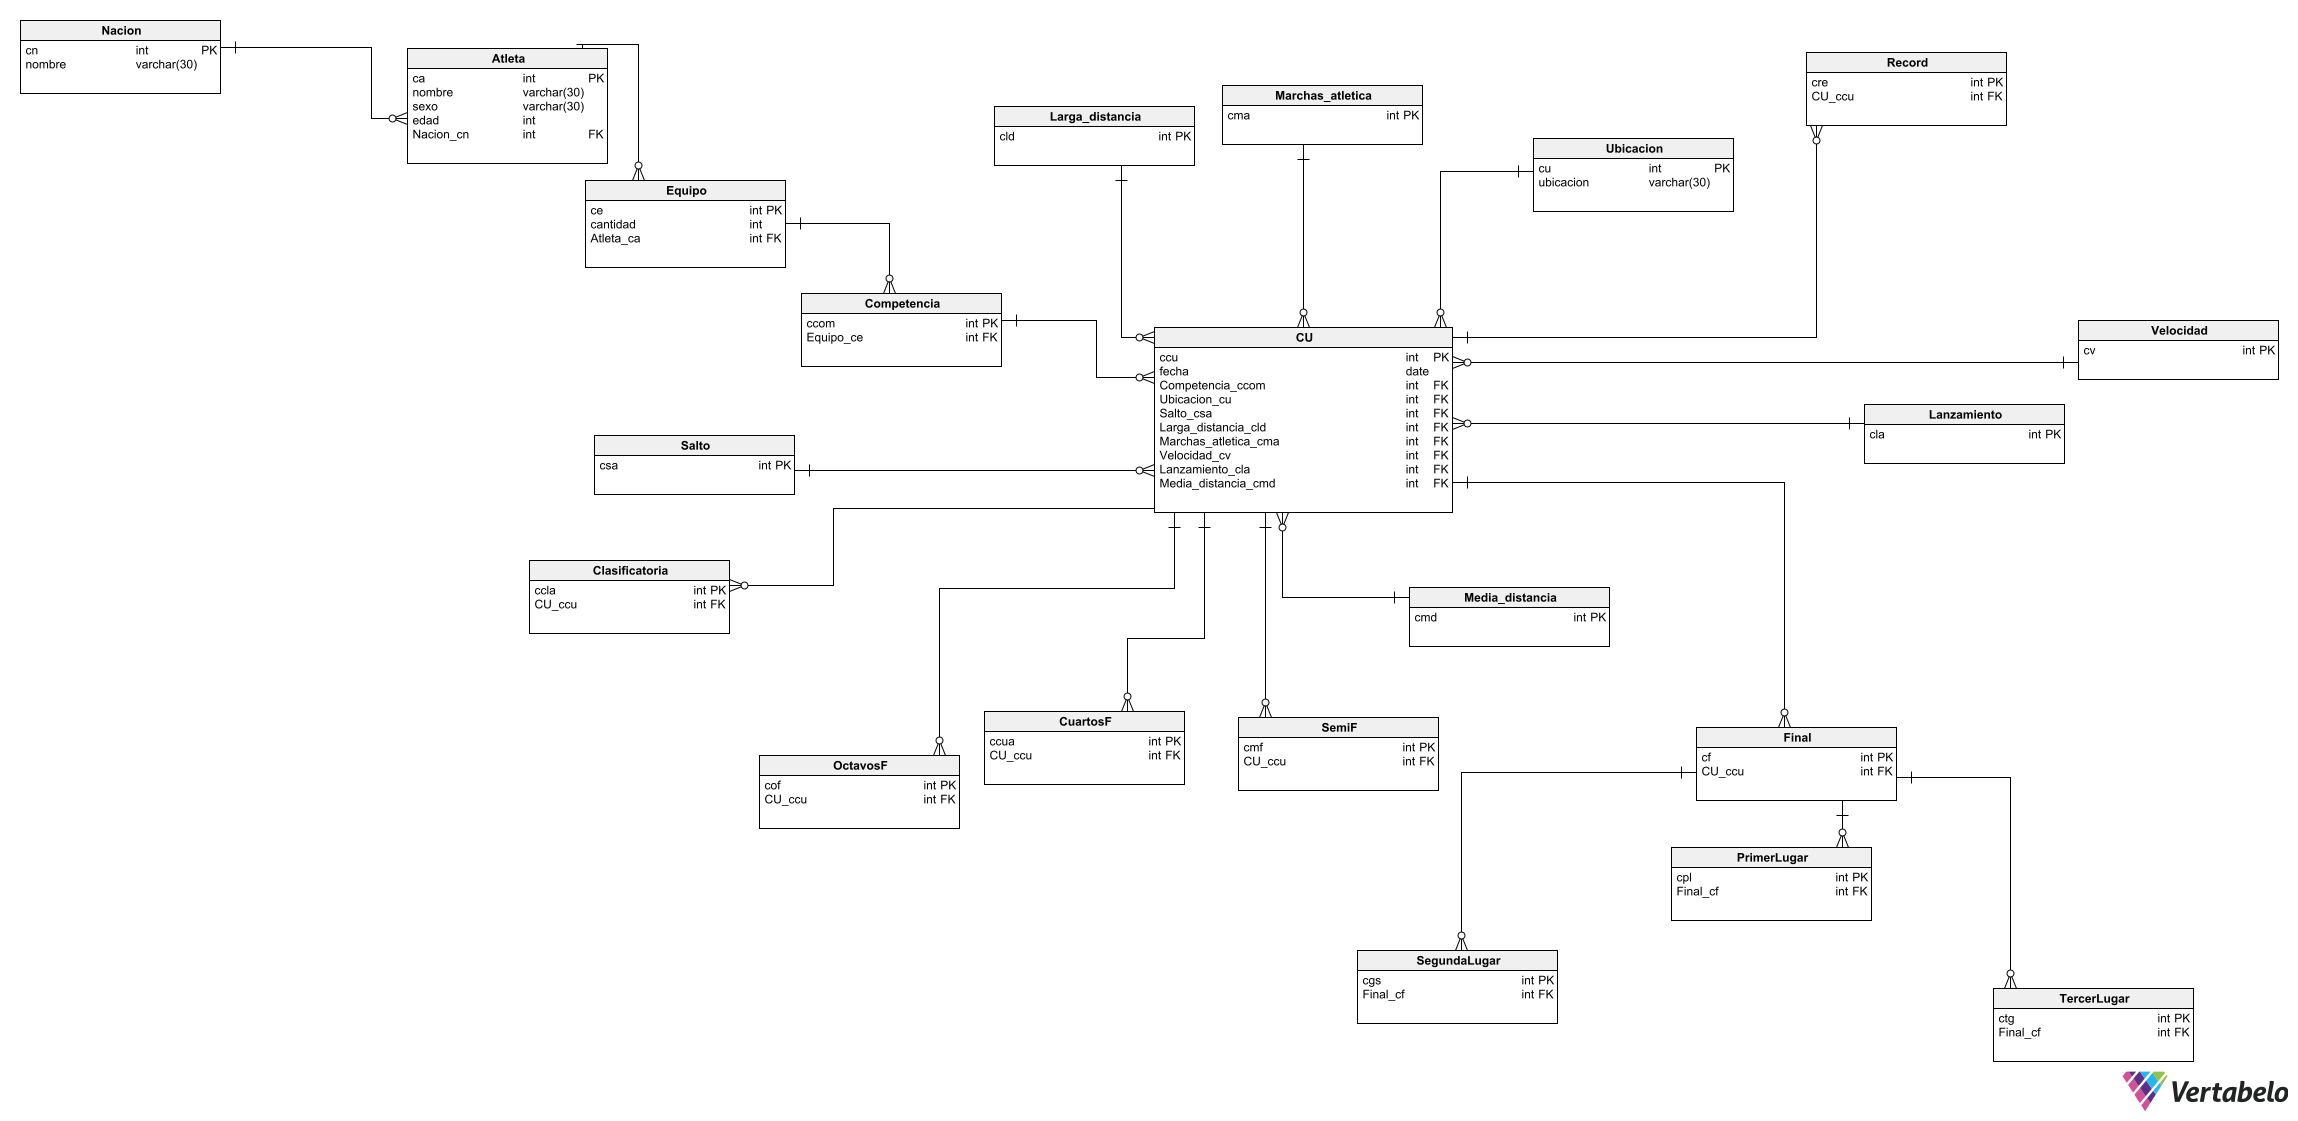 Nacion
cn int PK
nombre varchar(30)
Atleta
ca int PK
nombre varchar(30)
sexo varchar(30)
edad int
Nacion_cn int FK
Equipo
ce int PK
cantidad int
Atleta_ca int FK
Competencia
ccom int PK
Equipo_ce int FK
Larga_distancia
cld int PK
Marchas_atletica
cma int PK
Ubicacion
cu int PK
ubicacion varchar(30)
Record
cre int PK
CU_ccu int FK
Velocidad
cv int PK
Lanzamiento
cla int PK
CU
ccu int PK
fecha date
Competencia_ccom int FK
Ubicacion_cu int FK
Salto_csa int FK
Larga_distancia_cld int FK
Marchas_atletica_cma int FK
Velocidad_cv int FK
Lanzamiento_cla int FK
Media_distancia_cmd int FK
Salto
csa int PK
Clasificatoria
ccla int PK
CU_ccu int FK
Media_distancia
cmd int PK
OctavosF
cof int PK
CU_ccu int FK
CuartosF
ccua int PK
CU_ccu int FK
SemiF
cmf int PK
CU_ccu int FK
Final
cf int PK
CU_ccu int FK
PrimerLugar
cpl int PK
Final_cf int FK
SegundaLugar
cgs int PK
Final_cf int FK
TercerLugar
ctg int PK
Final_cf int FK
Vertabelo